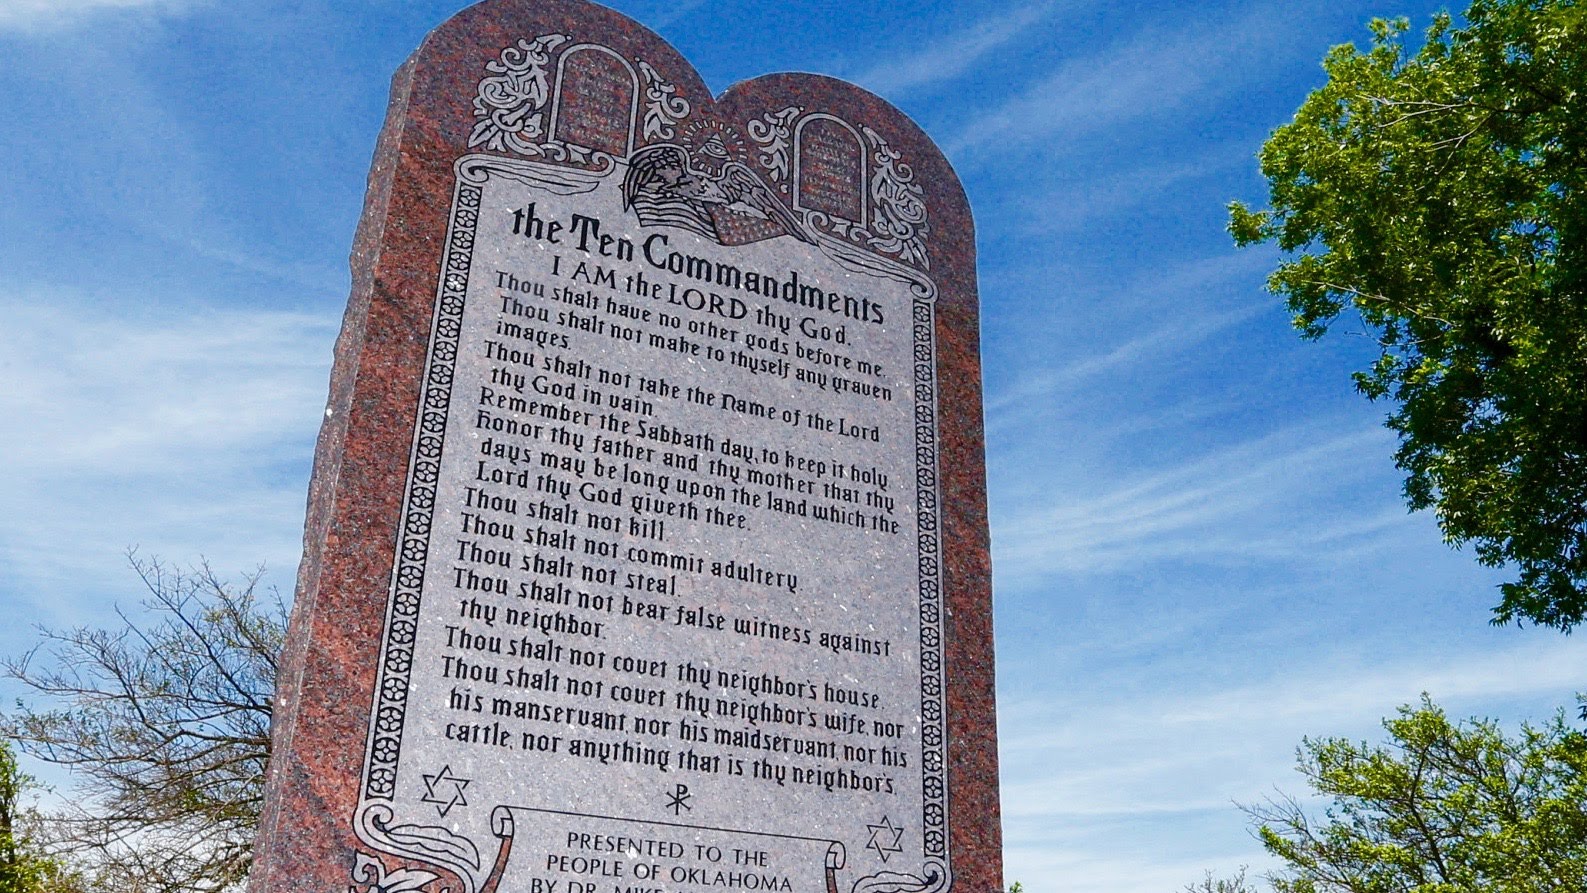 the Ten Commandments
I AM the LORD thy God.
Thou shalt have no other gods before me.
Thou shalt not make to thyself any graven
images.
Thou shalt not take the Name of the Lord
thy God in vain.
Remember the Sabbath day, to keep it holy.
Honor thy father and thy mother that thy
days may be long upon the land which the
Lord thy God giveth thee.
Thou shalt not kill.
Thou shalt not commit adultery.
Thou shalt not steal.
Thou shalt not bear false witness against
thy neighbor.
Thou shalt not covet thy neighbor's house.
Thou shalt not covet thy neighbor's wife, nor
his manservant, nor his maidservant, nor his
cattle, nor anything that is thy neighbor's.
PRESENTED TO THE
PEOPLE OF OKLAHOMA
BY DR. MIKE